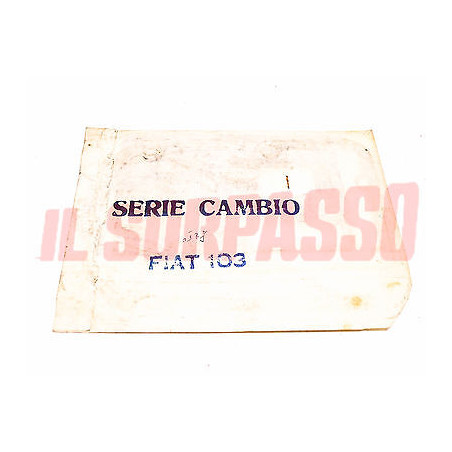 IL SORPASSO
SERIE CAMBIO
FIAT 103